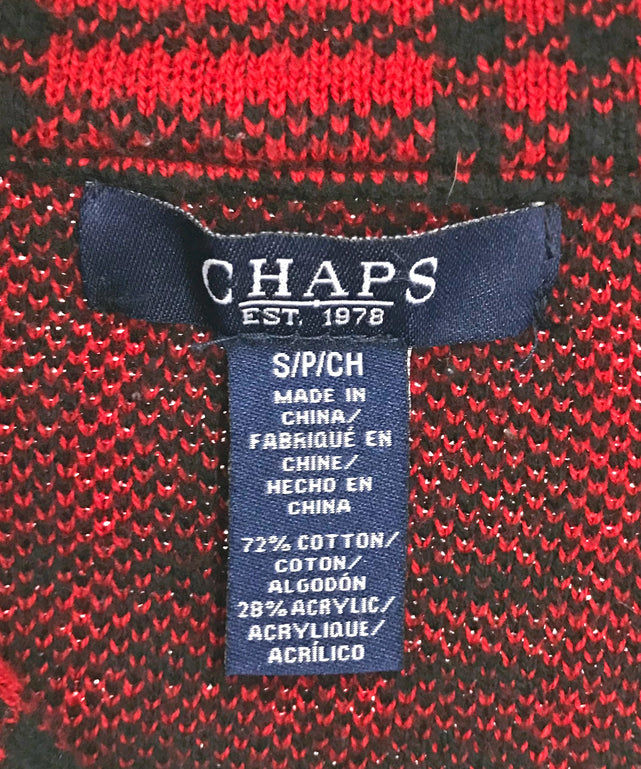 CHAPS
EST. 1978
S/P/CH
MADE IN
CHINA/
FABRIQUÉ EN
CHINE/
HECHO EN
CHINA
72% COTTON/
COTON/
ALGODÓN
28% ACRYLIC/
ACRYLIQUE/
ACRÍLICO